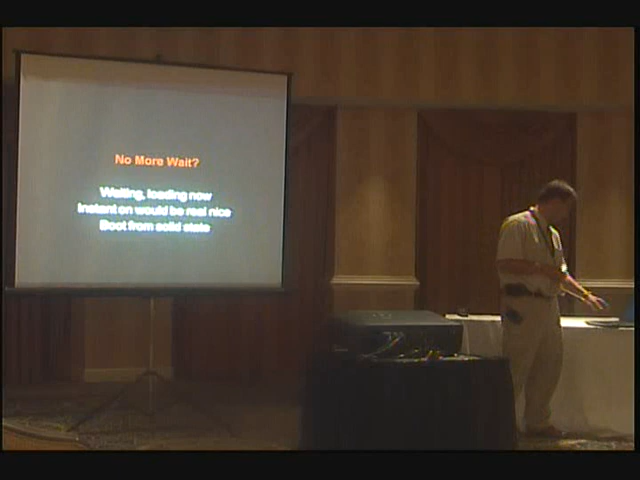 No More Wait?
Waiting, loading now
Instant on would be real nice
Boot from solid state